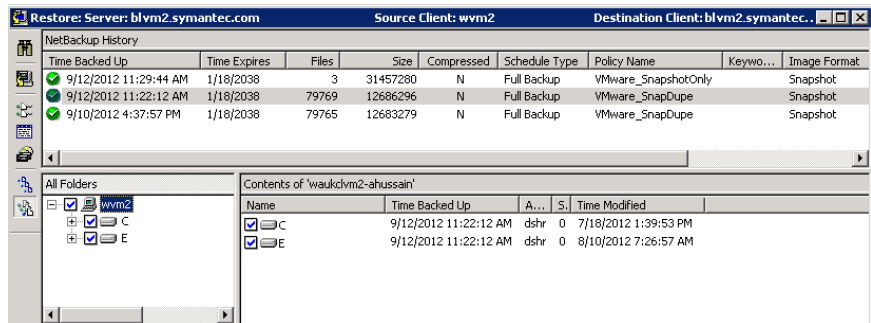 Restore: Server: blvm2.symantec.com Source Client: wvm2 Destination Client: blvm2.symantec. .
NetBackup History
Time Backed Up Time Expires Files Size Compressed Schedule Type Policy Name Keywo... Image Format
9/12/2012 11:29:44 AM 1/18/2038 3 31457280 N Full Backup VMware_SnapshotOnly Snapshot
9/12/2012 11:22:12 AM 1/18/2038 79769 12686296 N Full Backup VMware_SnapDupe Snapshot
9/10/2012 4:37:57 PM 1/18/2038 79765 12683279 N Full Backup VMware_SnapDupe Snapshot
All Folders Contents of 'waukclvm2-ahussain'
Name Time Backed Up A... S. Time Modified
wvm2
C
E
C 9/12/2012 11:22:12 AM dshr 0 7/18/2012 1:39:53 PM
E 9/12/2012 11:22:12 AM dshr 0 8/10/2012 7:26:57 AM